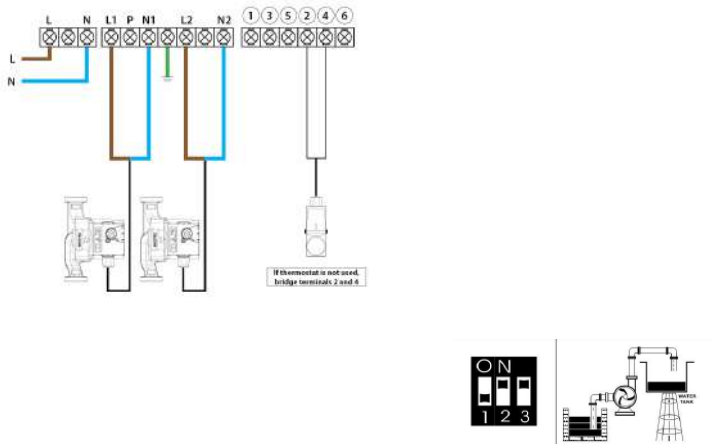 L N L1 P N1 L2 N2 1 3 5 2 4 6
L
N
If thermostat is not used,
bridge terminals 2 and 4
ON
1 2 3
WATER
TANK